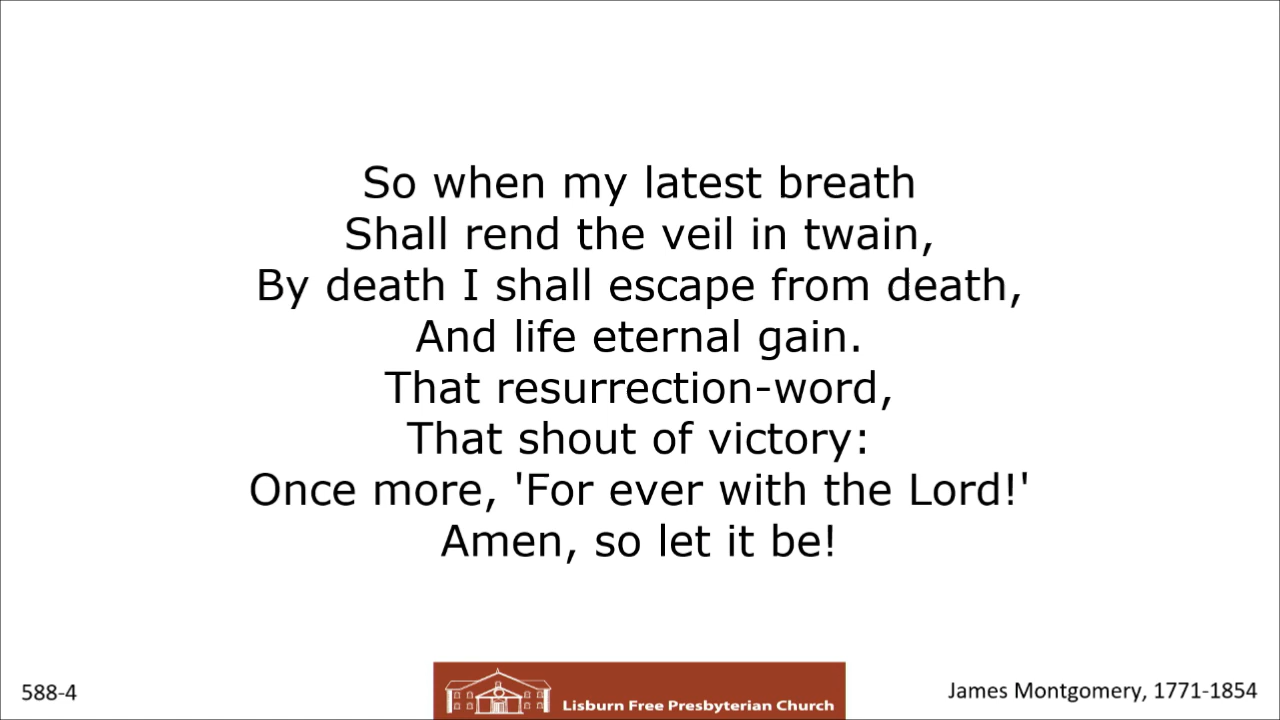 So when my latest breath
Shall rend the veil in twain,
By death I shall escape from death,
And life eternal gain.
That resurrection-word,
That shout of victory:
Once more, 'For ever with the Lord!'
Amen, so let it be!
588-4
Lisburn Free Presbyterian Church
James Montgomery, 1771-1854